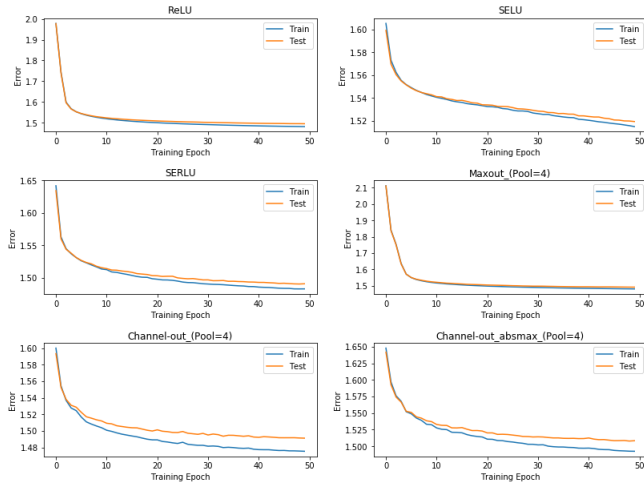 ReLU
2.0
1.9
1.8
1.7
1.6
1.5
Error
0 10 20 30 40 50
Training Epoch
Train
Test
SELU
1.60
1.58
1.56
1.54
1.52
Error
0 10 20 30 40 50
Training Epoch
Train
Test
SERLU
1.65
1.60
1.55
1.50
Error
0 10 20 30 40 50
Training Epoch
Train
Test
Maxout_(Pool=4)
2.1
2.0
1.9
1.8
1.7
1.6
1.5
Error
0 10 20 30 40 50
Training Epoch
Train
Test
Channel-out_(Pool=4)
1.60
1.58
1.56
1.54
1.52
1.50
1.48
Error
0 10 20 30 40 50
Training Epoch
Train
Test
Channel-out_absmax_(Pool=4)
1.650
1.625
1.600
1.575
1.550
1.525
1.500
Error
0 10 20 30 40 50
Training Epoch
Train
Test